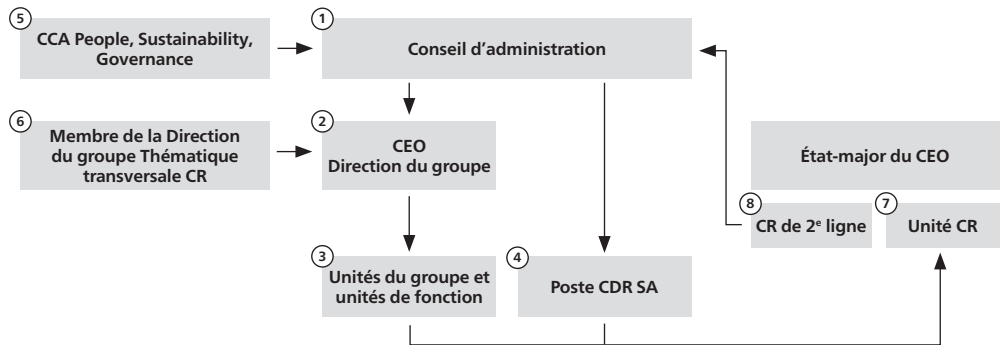 5
CCA People, Sustainability,
Governance
1
Conseil d’administration
6
Membre de la Direction
du groupe Thématique
transversale CR
2
CEO
Direction du groupe
État-major du CEO
8
CR de 2e ligne
7
Unité CR
3
Unités du groupe et
unités de fonction
4
Poste CDR SA